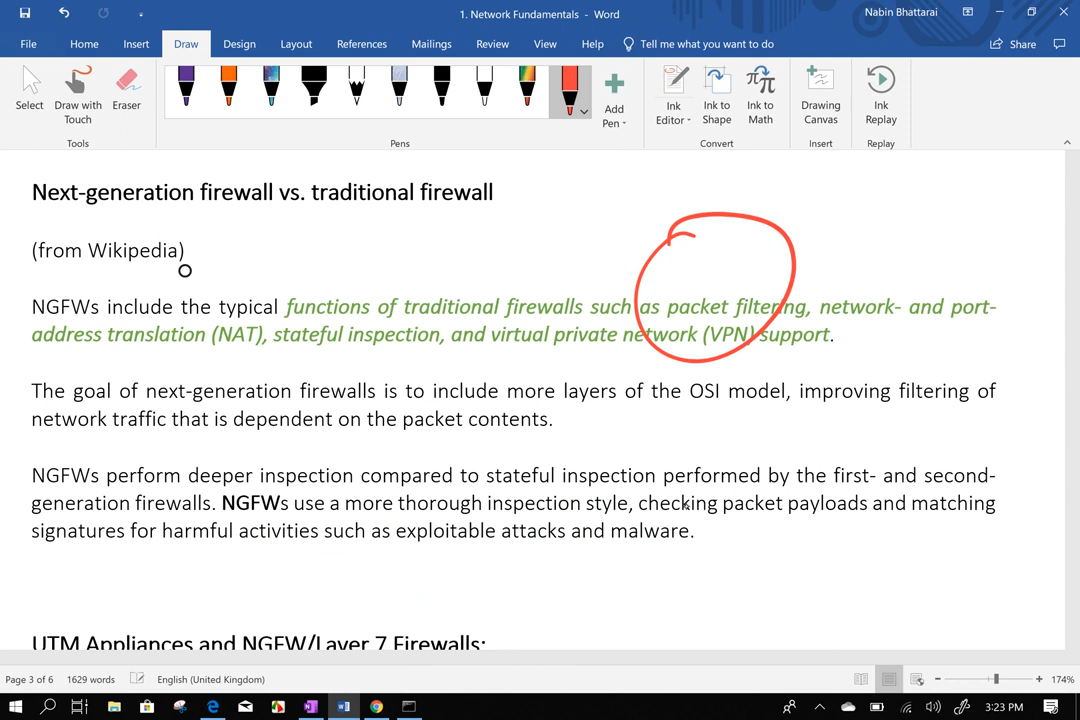 1. Network Fundamentals - Word
Nabin Bhattarai
File Home Insert Draw Design Layout References Mailings Review View Help Tell me what you want to do Share
Select Draw with Touch Eraser Add Pen Ink Editor Ink to Shape Ink to Math Drawing Canvas Ink Replay
Tools Pens Convert Insert Replay
Next-generation firewall vs. traditional firewall
(from Wikipedia)
NGFWs include the typical functions of traditional firewalls such as packet filtering, network- and port-
address translation (NAT), stateful inspection, and virtual private network (VPN) support.
The goal of next-generation firewalls is to include more layers of the OSI model, improving filtering of
network traffic that is dependent on the packet contents.
NGFWs perform deeper inspection compared to stateful inspection performed by the first- and second-
generation firewalls. NGFWs use a more thorough inspection style, checking packet payloads and matching
signatures for harmful activities such as exploitable attacks and malware.
UTM Appliances and NGFW/Layer 7 Firewalls:
Page 3 of 6 1629 words English (United Kingdom) 174%
3:23 PM